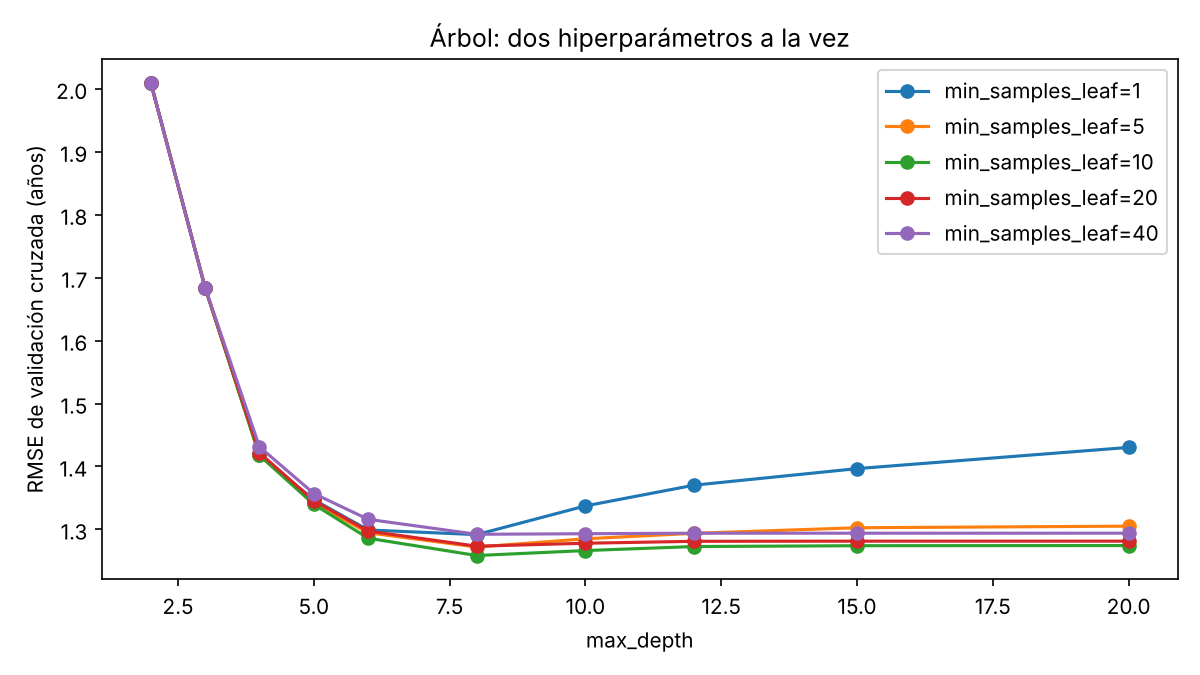 Árbol: dos hiperparámetros a la vez
min_samples_leaf=1
min_samples_leaf=5
min_samples_leaf=10
min_samples_leaf=20
min_samples_leaf=40
RMSE de validación cruzada (años)
2.0
1.9
1.8
1.7
1.6
1.5
1.4
1.3
2.5 5.0 7.5 10.0 12.5 15.0 17.5 20.0
max_depth